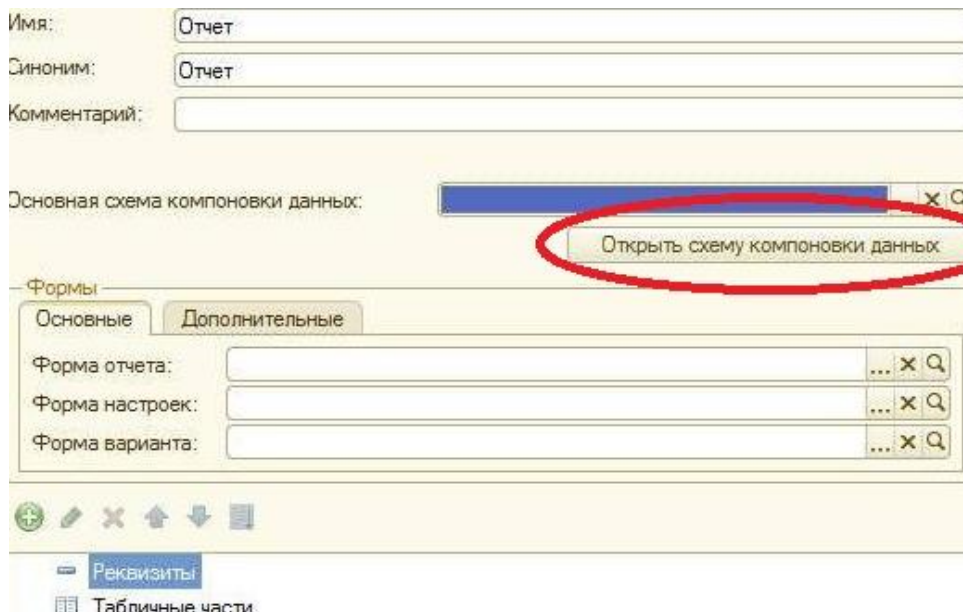 Имя: Отчет
Синоним: Отчет
Комментарий:
Основная схема компоновки данных:
Открыть схему компоновки данных
Формы
Основные Дополнительные
Форма отчета: ...
Форма настроек: ...
Форма варианта: ...
Реквизиты
Табличные части